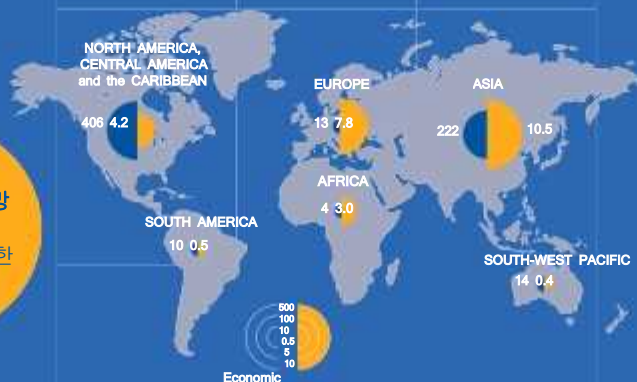 NORTH AMERICA,
CENTRAL AMERICA
and the CARIBBEAN
406 4.2
EUROPE
13 7.8
ASIA
222 10.5
망
하
AFRICA
4 3.0
SOUTH AMERICA
10 0.5
SOUTH-WEST PACIFIC
14 0.4
500
100
10
0.5
5
10
Economic